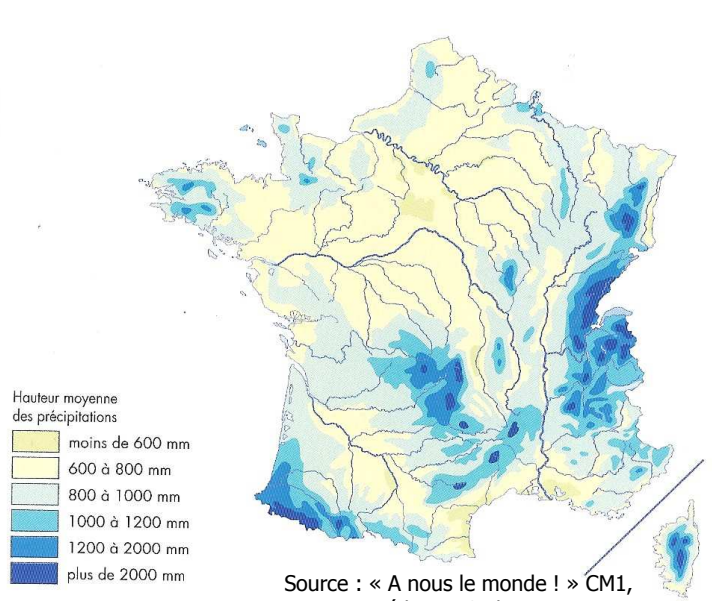 Hauteur moyenne
des précipitations
moins de 600 mm
600 à 800 mm
800 à 1000 mm
1000 à 1200 mm
1200 à 2000 mm
plus de 2000 mm
Source : « A nous le monde ! » CM1,